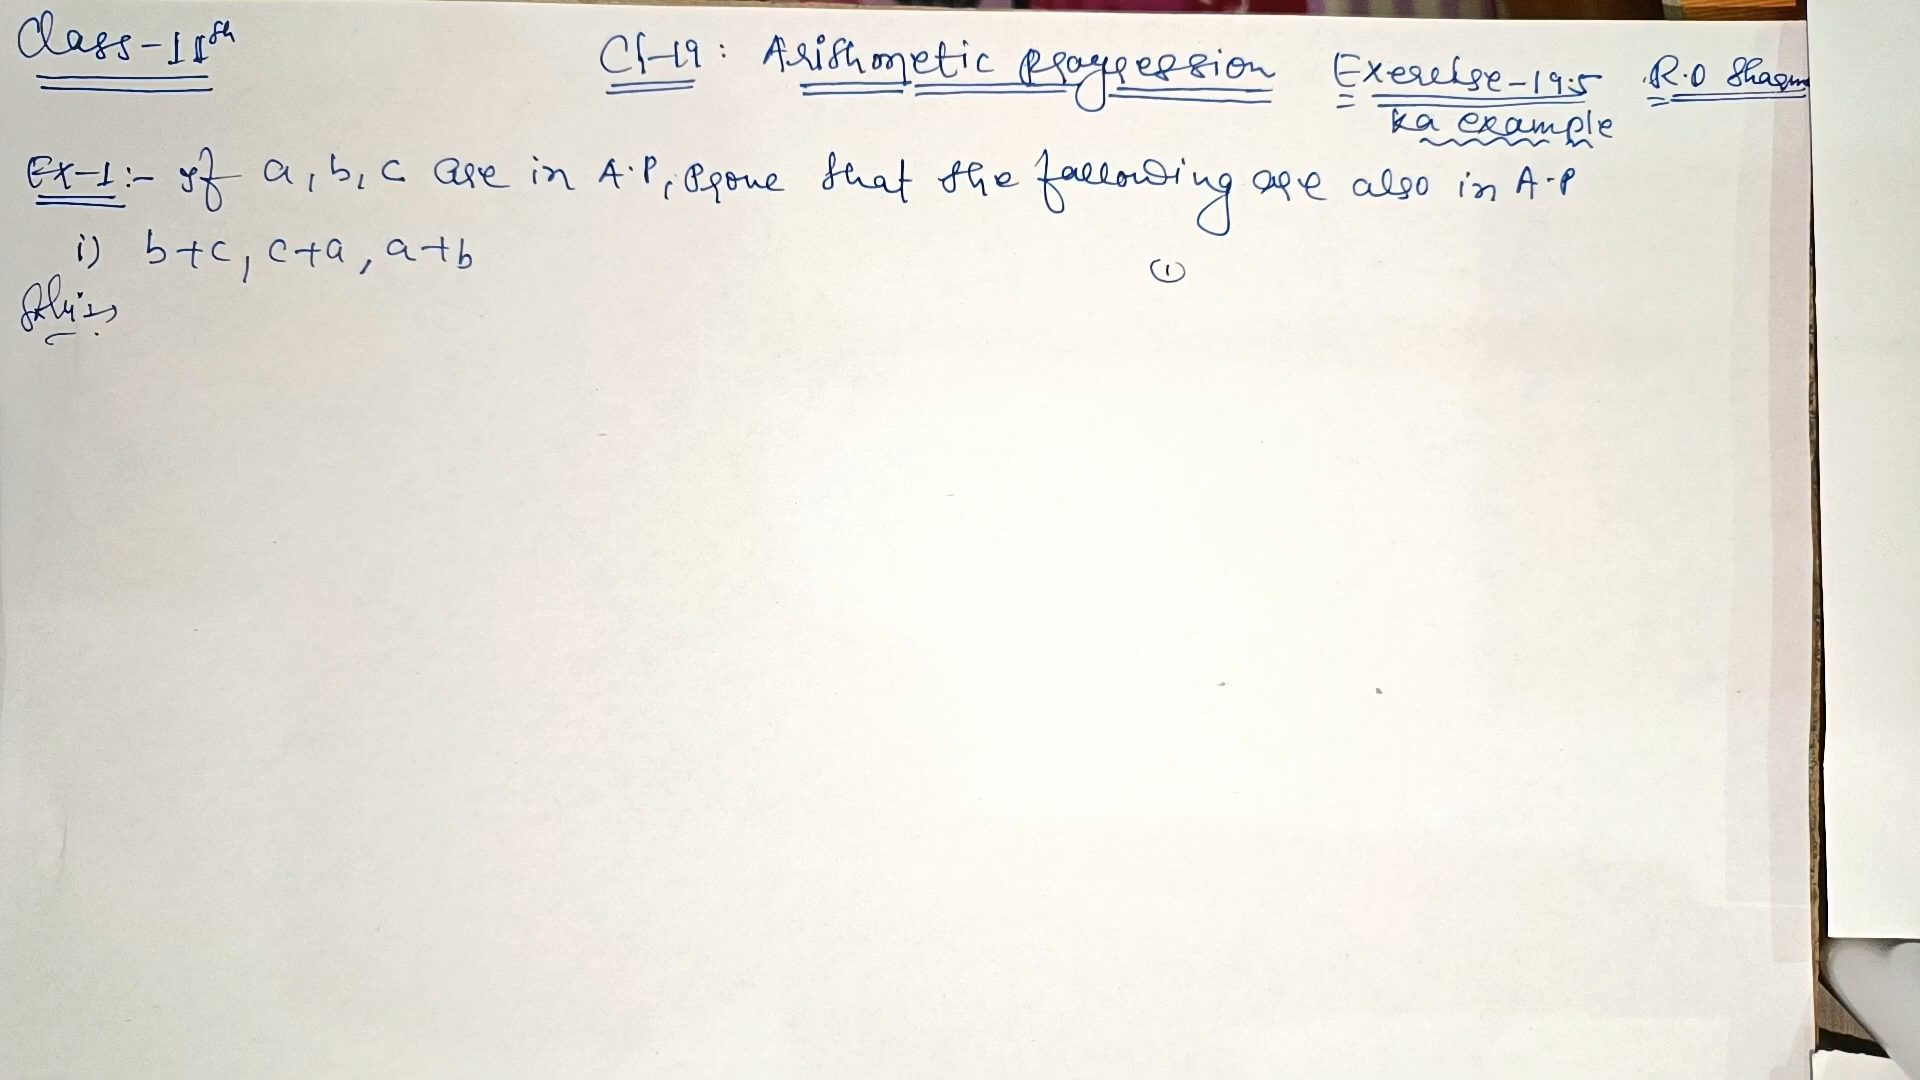 Class-11th
Ch-19: Arithmetic progression Exercise-19.5 R.D Sharm
ka example
Ex-1:- If a, b, c are in A.P, Prove that the following are also in A.P
i) b+c, c+a, a+b
①
Soln:-